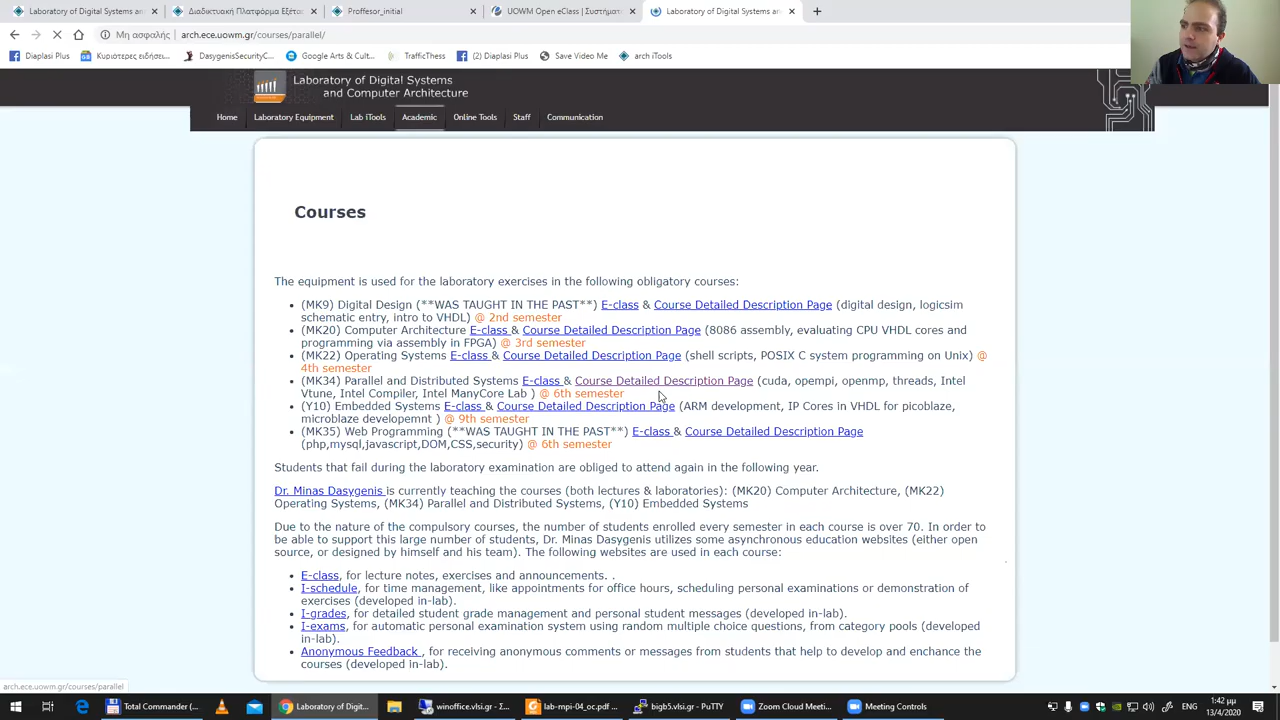 Laboratory of Digital Systems an
Διαδικτυακή Πλατφόρμα Εξέτασ
Proffesor_initial
UOWM Open eClass | Συστήματ
Laboratory of Digital Systems an
Μη ασφαλής
arch.ece.uowm.gr/courses/parallel/
Diaplasi Plus
Κυριότερες ειδήσει...
DasygenisSecurityC...
Google Arts & Cult...
TrafficThess
(2) Diaplasi Plus
Save Video Me
arch iTools
Laboratory of Digital Systems
and Computer Architecture
Home
Laboratory Equipment
Lab iTools
Academic
Online Tools
Staff
Communication
Courses
The equipment is used for the laboratory exercises in the following obligatory courses:
(MK9) Digital Design (**WAS TAUGHT IN THE PAST**) E-class & Course Detailed Description Page (digital design, logicsim
schematic entry, intro to VHDL) @ 2nd semester
(MK20) Computer Architecture E-class & Course Detailed Description Page (8086 assembly, evaluating CPU VHDL cores and
programming via assembly in FPGA) @ 3rd semester
(MK22) Operating Systems E-class & Course Detailed Description Page (shell scripts, POSIX C system programming on Unix) @
4th semester
(MK34) Parallel and Distributed Systems E-class & Course Detailed Description Page (cuda, openpi, openmp, threads, Intel
Vtune, Intel Compiler, Intel ManyCore Lab ) @ 6th semester
(Y10) Embedded Systems E-class & Course Detailed Description Page (ARM development, IP Cores in VHDL for picoblaze,
microblaze developemnt ) @ 9th semester
(MK35) Web Programming (**WAS TAUGHT IN THE PAST**) E-class & Course Detailed Description Page
(php,mysql,javascript,DOM,CSS,security) @ 6th semester
Students that fail during the laboratory examination are obliged to attend again in the following year.
Dr. Minas Dasygenis is currently teaching the courses (both lectures & laboratories): (MK20) Computer Architecture, (MK22)
Operating Systems, (MK34) Parallel and Distributed Systems, (Y10) Embedded Systems
Due to the nature of the compulsory courses, the number of students enrolled every semester in each course is over 70. In order to
be able to support this large number of students, Dr. Minas Dasygenis utilizes some asynchronous education websites (either open
source, or designed by himself and his team). The following websites are used in each course:
E-class, for lecture notes, exercises and announcements. .
I-schedule, for time management, like appointments for office hours, scheduling personal examinations or demonstration of
exercises (developed in-lab).
I-grades, for detailed student grade management and personal student messages (developed in-lab).
I-exams, for automatic personal examination system using random multiple choice questions, from category pools (developed
in-lab).
Anonymous Feedback , for receiving anonymous comments or messages from students that help to develop and enchance the
courses (developed in-lab).
arch.ece.uowm.gr/courses/parallel
Total Commander (...
Laboratory of Digit...
winoffice.vlsi.gr - Σ...
lab-mpi-04_oc.pdf ...
bigb5.vlsi.gr - PuTTY
Zoom Cloud Meeti...
Meeting Controls
1:42 μμ
13/4/2020